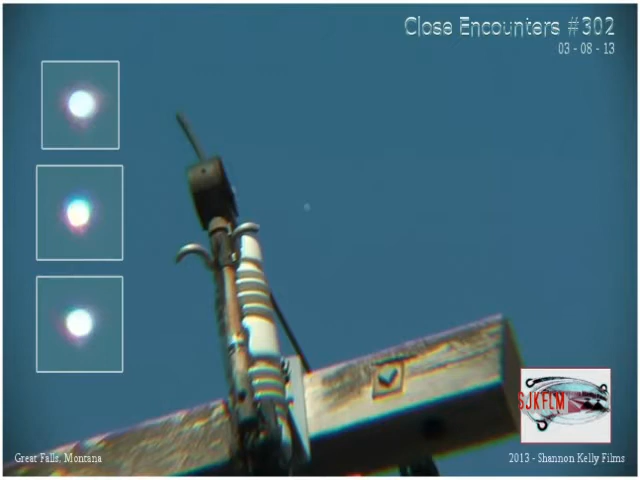 Close Encounters #302
03 - 08 - 13
SJKFLM
Great Falls, Montana
2013 - Shannon Kelly Films